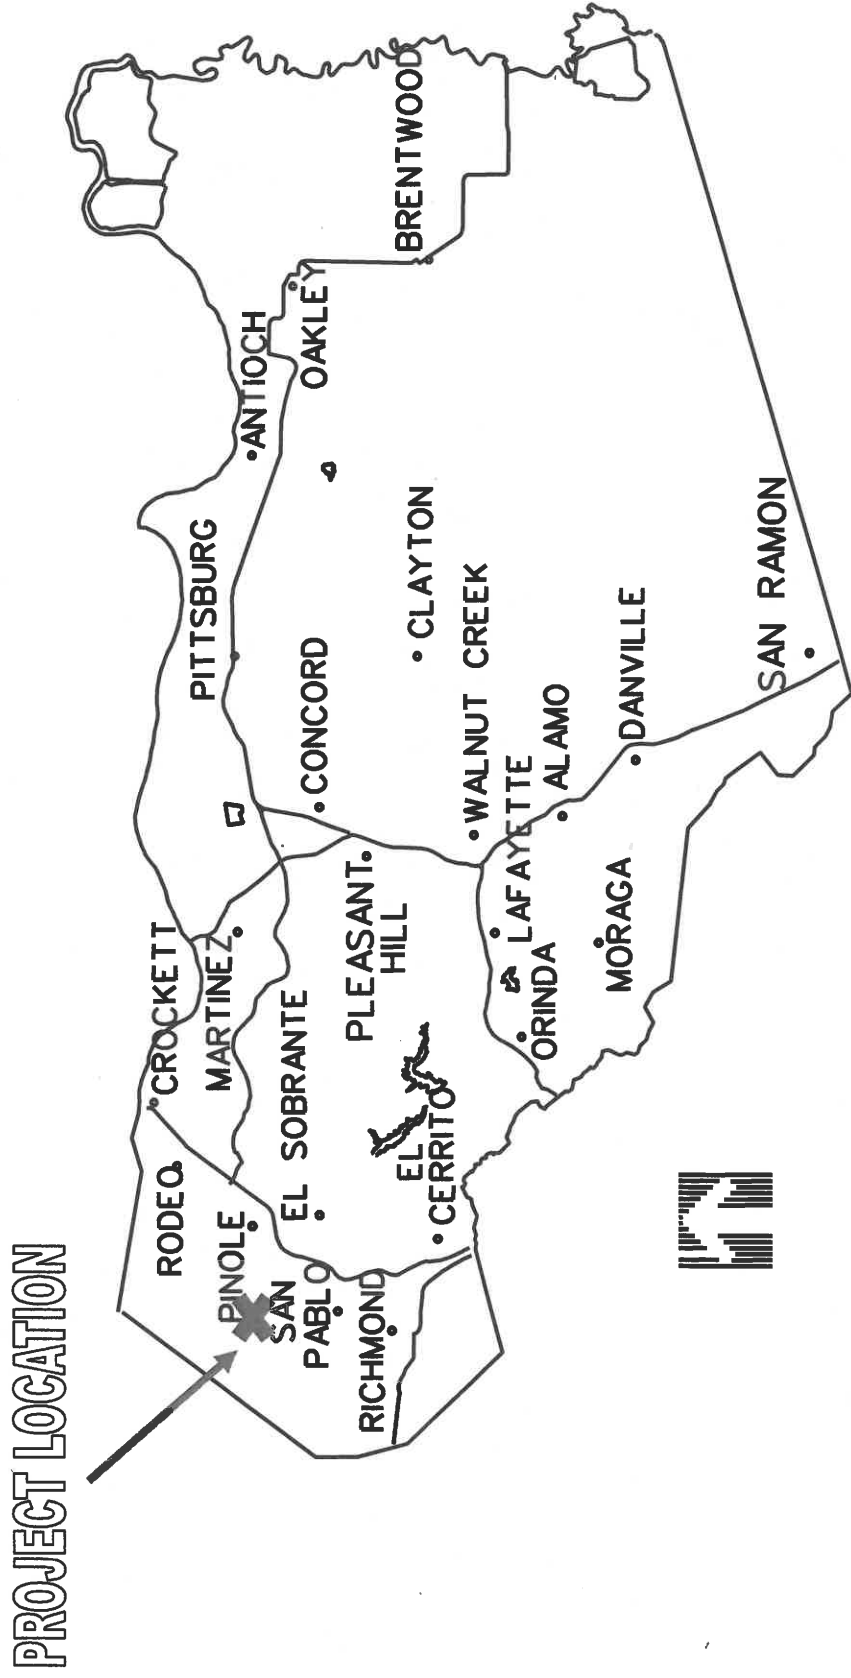 PROJECT LOCATION
CROCKETT
RODEO
MARTINEZ
PITTSBURG
ANTIOCH
OAKLEY
BRENTWOOD
PINOLE
EL SOBRANTE
CONCORD
SAN
PABLO
PLEASANT
HILL
CLAYTON
RICHMOND
EL
CERRITO
WALNUT CREEK
LAFAYETTE
ORINDA
ALAMO
MORAGA
DANVILLE
SAN RAMON